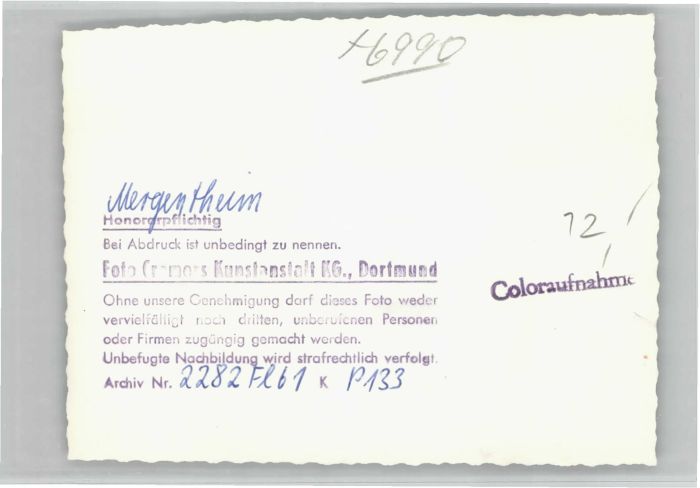 +6990
Mergentheim
Honorarpflichtig
Bei Abdruck ist unbedingt zu nennen.
Foto Cramers Kunstanstalt KG., Dortmund
12
Coloraufnahme
Ohne unsere Genehmigung darf dieses Foto weder
vervielfältigt noch dritten, unberufenen Personen
oder Firmen zugängig gemacht werden.
Unbefugte Nachbildung wird strafrechtlich verfolgt.
Archiv Nr. 2282 Fl61 K P133